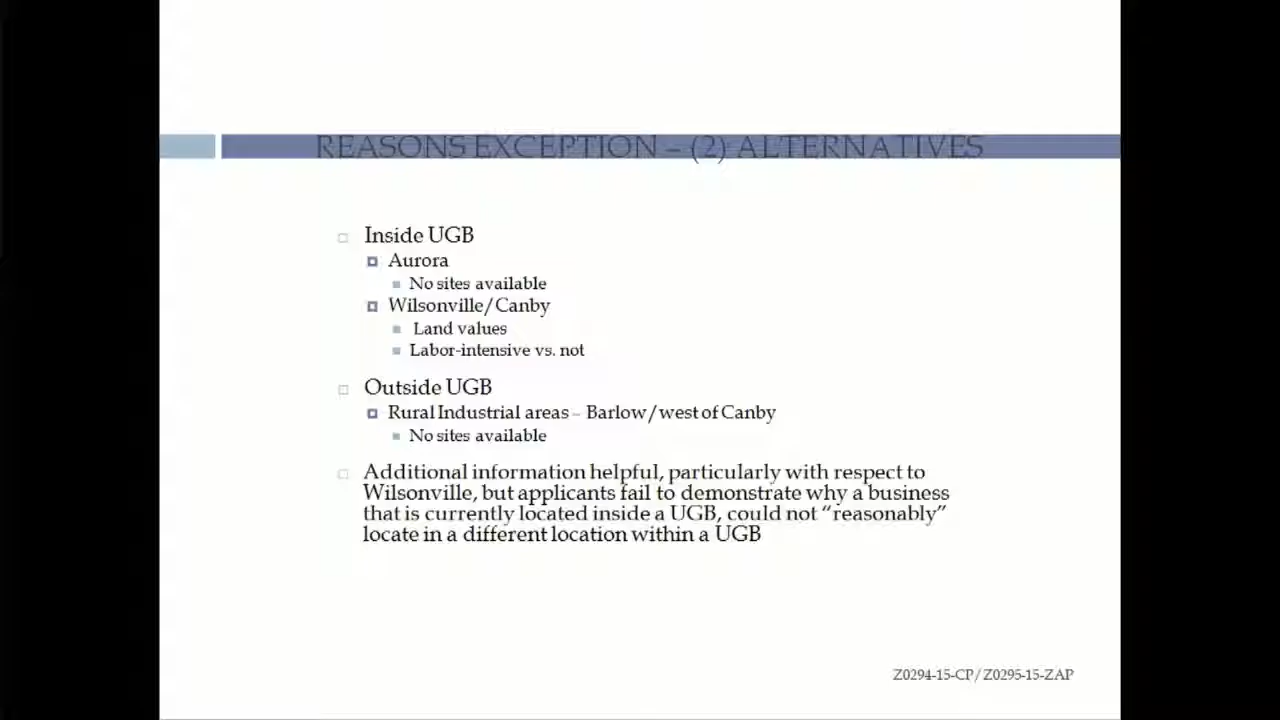 REASONS EXCEPTION – (2) ALTERNATIVES
Inside UGB
Aurora
No sites available
Wilsonville/Canby
Land values
Labor-intensive vs. not
Outside UGB
Rural Industrial areas – Barlow/west of Canby
No sites available
Additional information helpful, particularly with respect to
Wilsonville, but applicants fail to demonstrate why a business
that is currently located inside a UGB, could not “reasonably”
locate in a different location within a UGB
Z0294-15-CP/Z0295-15-ZAP